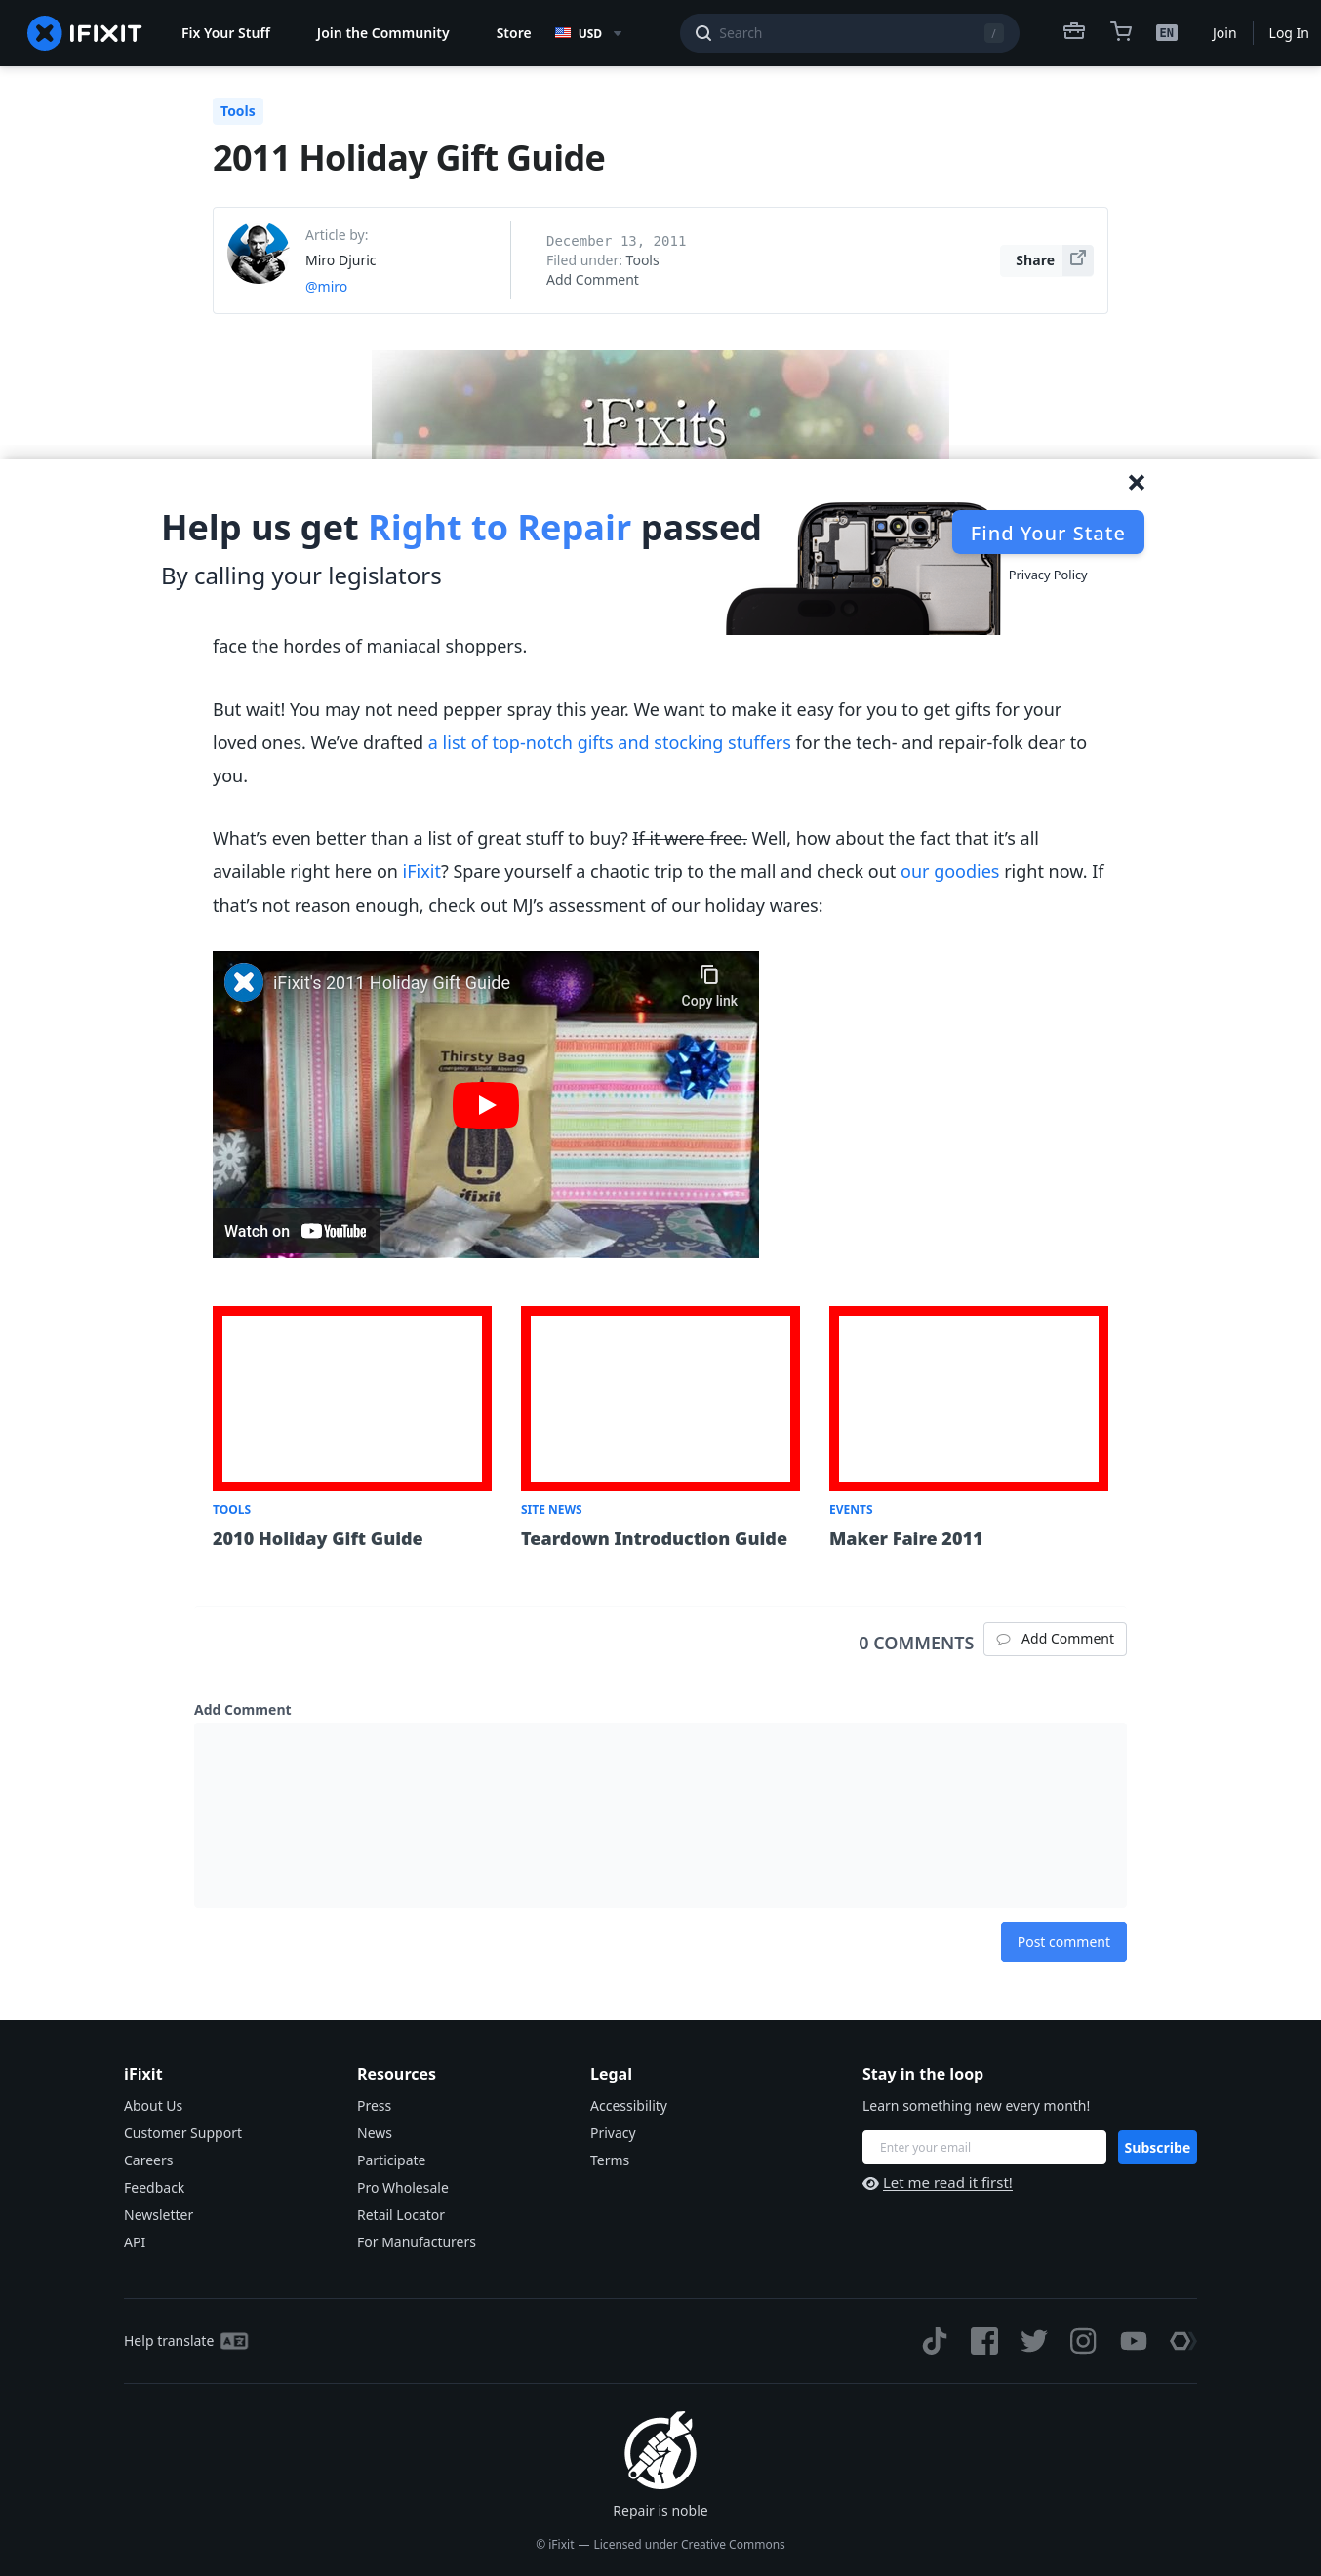 IFIXIT
Fix Your Stuff
Join the Community
Store
USD
Search
/
EN
Join
Log In
Tools
2011 Holiday Gift Guide
Article by:
Miro Djuric
@miro
December 13, 2011
Filed under: Tools
Add Comment
Share
iFixit's
Help us get Right to Repair passed
By calling your legislators
Find Your State
Privacy Policy
face the hordes of maniacal shoppers.
But wait! You may not need pepper spray this year. We want to make it easy for you to get gifts for your
loved ones. We’ve drafted a list of top-notch gifts and stocking stuffers for the tech- and repair-folk dear to
you.
What’s even better than a list of great stuff to buy? If it were free. Well, how about the fact that it’s all
available right here on iFixit? Spare yourself a chaotic trip to the mall and check out our goodies right now. If
that’s not reason enough, check out MJ’s assessment of our holiday wares:
iFixit's 2011 Holiday Gift Guide
Copy link
Thirsty Bag
Emergency Liquid Absorption
ifixit
Watch on YouTube
TOOLS
2010 Holiday Gift Guide
SITE NEWS
Teardown Introduction Guide
EVENTS
Maker Faire 2011
0 COMMENTS
Add Comment
Add Comment
Post comment
iFixit
About Us
Customer Support
Careers
Feedback
Newsletter
API
Resources
Press
News
Participate
Pro Wholesale
Retail Locator
For Manufacturers
Legal
Accessibility
Privacy
Terms
Stay in the loop
Learn something new every month!
Enter your email
Subscribe
Let me read it first!
Help translate
Repair is noble
© iFixit — Licensed under Creative Commons